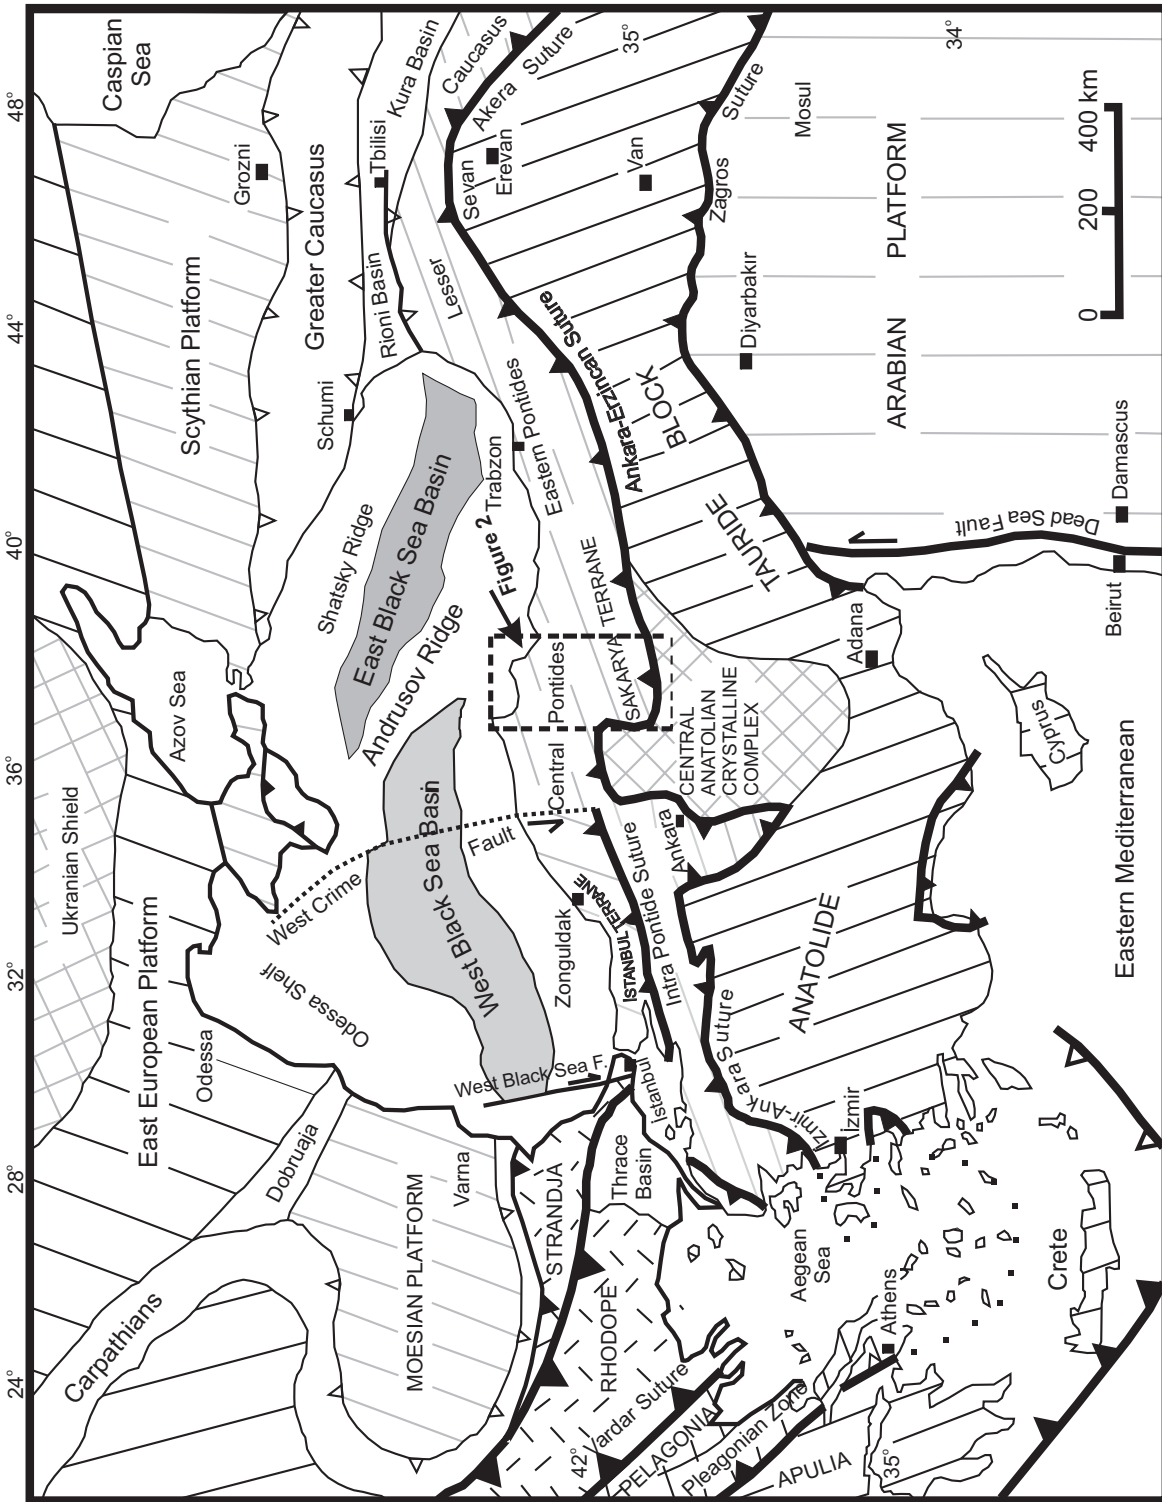 24°
28°
32°
36°
40°
44°
48°
Carpathians
East European Platform
Ukranian Shield
Azov Sea
Scythian Platform
Caspian
Sea
Dobruaja
Odessa
Odessa Shelf
West Crime
Fault
Shatsky Ridge
Greater Caucasus
Grozni
Schumi
Rioni Basin
Tbilisi
Kura Basin
MOESIAN PLATFORM
Varna
West Black Sea F.
West Black Sea Basin
Andrusov Ridge
East Black Sea Basin
Figure 2
Trabzon
Eastern Pontides
Lesser
Caucasus
STRANDJA
Thrace
Basin
İstanbul
Zonguldak
İSTANBUL TERRANE
Central
Pontides
SAKARYA TERRANE
Sevan
Akera
Suture
Erevan
35°
RHODOPE
42°
Vardar Suture
PELAGONIA
Pleagonian Zone
APULIA
35°
Intra Pontide Suture
Ankara
CENTRAL
ANATOLIAN
CRYSTALLINE
COMPLEX
Ankara-Erzincan Suture
Van
İzmir-Ankara Suture
İzmir
ANATOLIDE
TAURIDE
BLOCK
Zagros
Suture
Mosul
Diyarbakır
ARABIAN
PLATFORM
34°
Aegean
Sea
Athens
Crete
Adana
Cyprus
Eastern Mediterranean
Beirut
Dead Sea Fault
Damascus
0
200
400 km